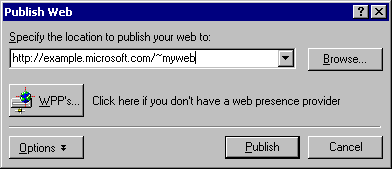 Publish Web
Specify the location to publish your web to:
http://example.microsoft.com/~myweb
Browse...
WPP's...
Click here if you don't have a web presence provider
Options
Publish
Cancel